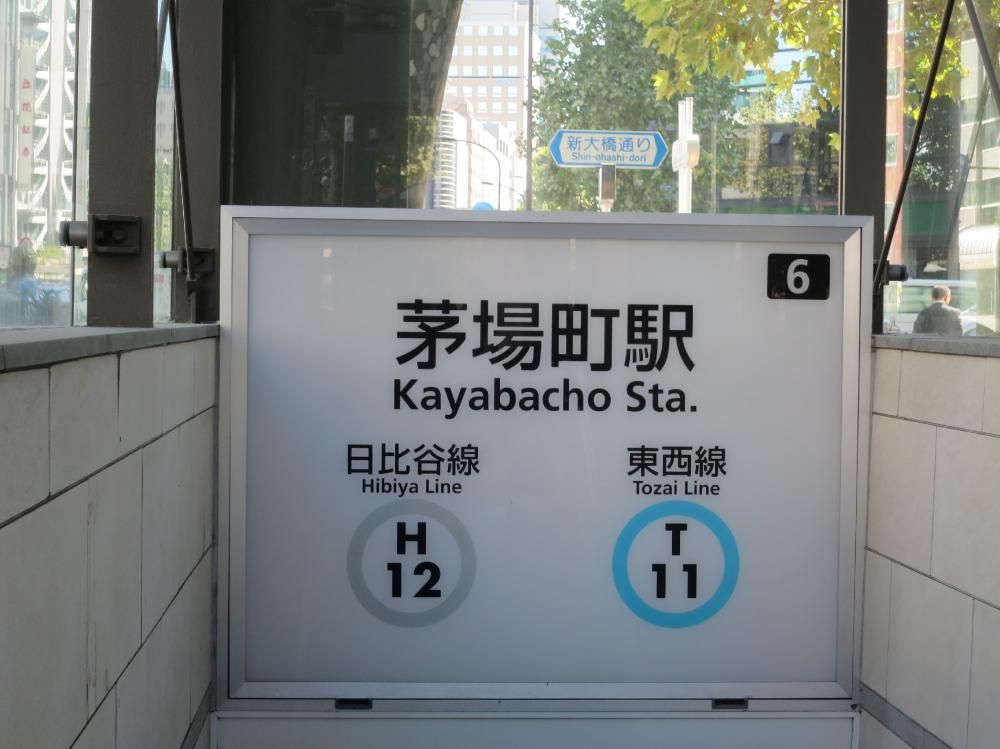 新大橋通り
Shin-ohashi-dori
6
茅場町駅
Kayabacho Sta.
日比谷線
Hibiya Line
H
12
東西線
Tozai Line
T
11